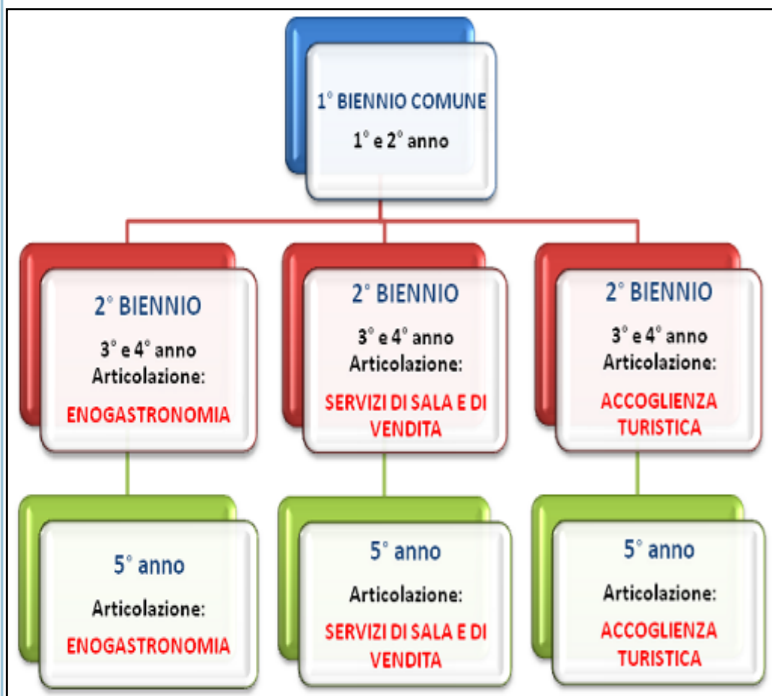 1° BIENNIO COMUNE
1° e 2° anno
2° BIENNIO
3° e 4° anno
Articolazione:
ENOGASTRONOMIA
2° BIENNIO
3° e 4° anno
Articolazione:
SERVIZI DI SALA E DI
VENDITA
2° BIENNIO
3° e 4° anno
Articolazione:
ACCOGLIENZA
TURISTICA
5° anno
Articolazione:
ENOGASTRONOMIA
5° anno
Articolazione:
SERVIZI DI SALA E DI
VENDITA
5° anno
Articolazione:
ACCOGLIENZA
TURISTICA